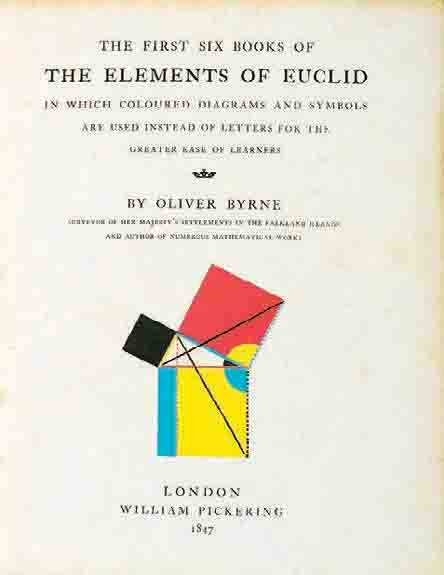 THE FIRST SIX BOOKS OF
THE ELEMENTS OF EUCLID
IN WHICH COLOURED DIAGRAMS AND SYMBOLS
ARE USED INSTEAD OF LETTERS FOR THE
GREATER EASE OF LEARNERS
BY OLIVER BYRNE
SURVEYOR OF HER MAJESTY'S SETTLEMENTS IN THE FALKLAND ISLANDS
AND AUTHOR OF NUMEROUS MATHEMATICAL WORKS
LONDON
WILLIAM PICKERING
1847